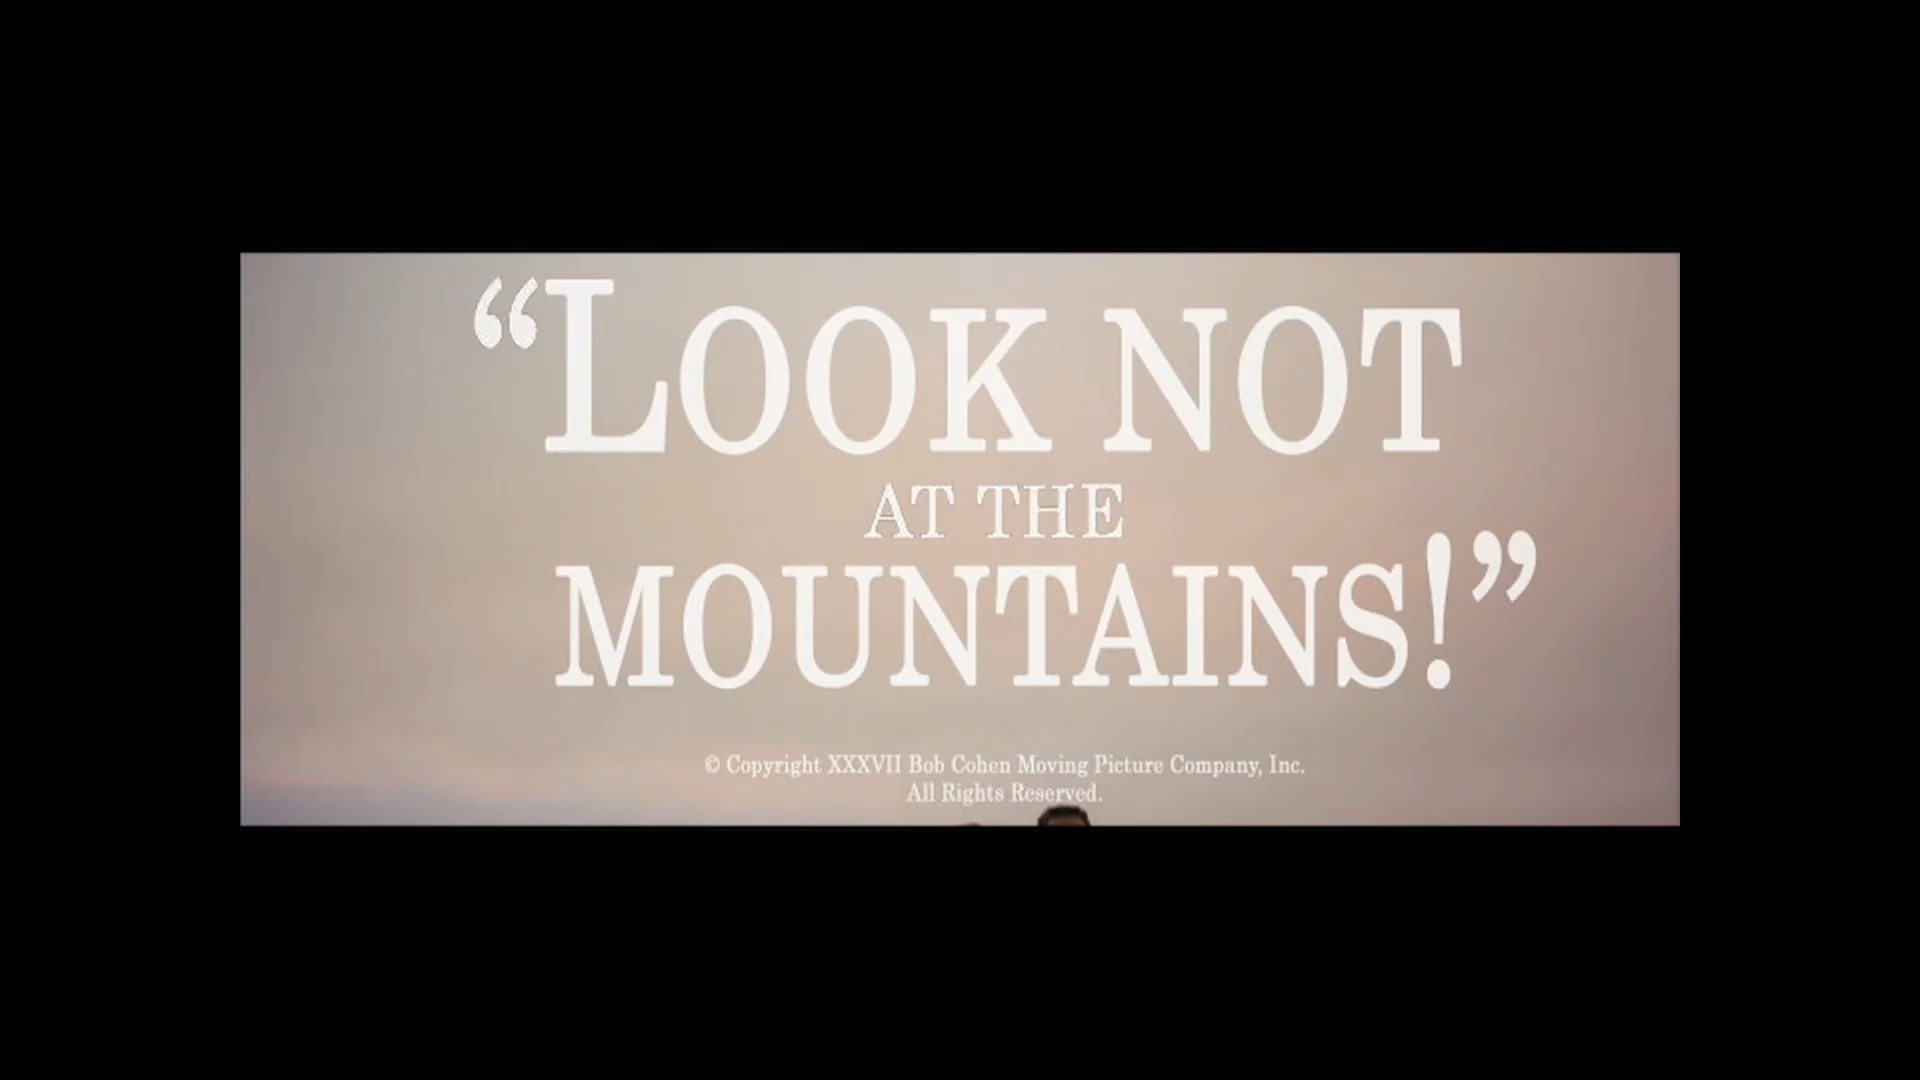 “LOOK NOT
AT THE
MOUNTAINS!”
© Copyright XXXVII Bob Cohen Moving Picture Company, Inc.
All Rights Reserved.